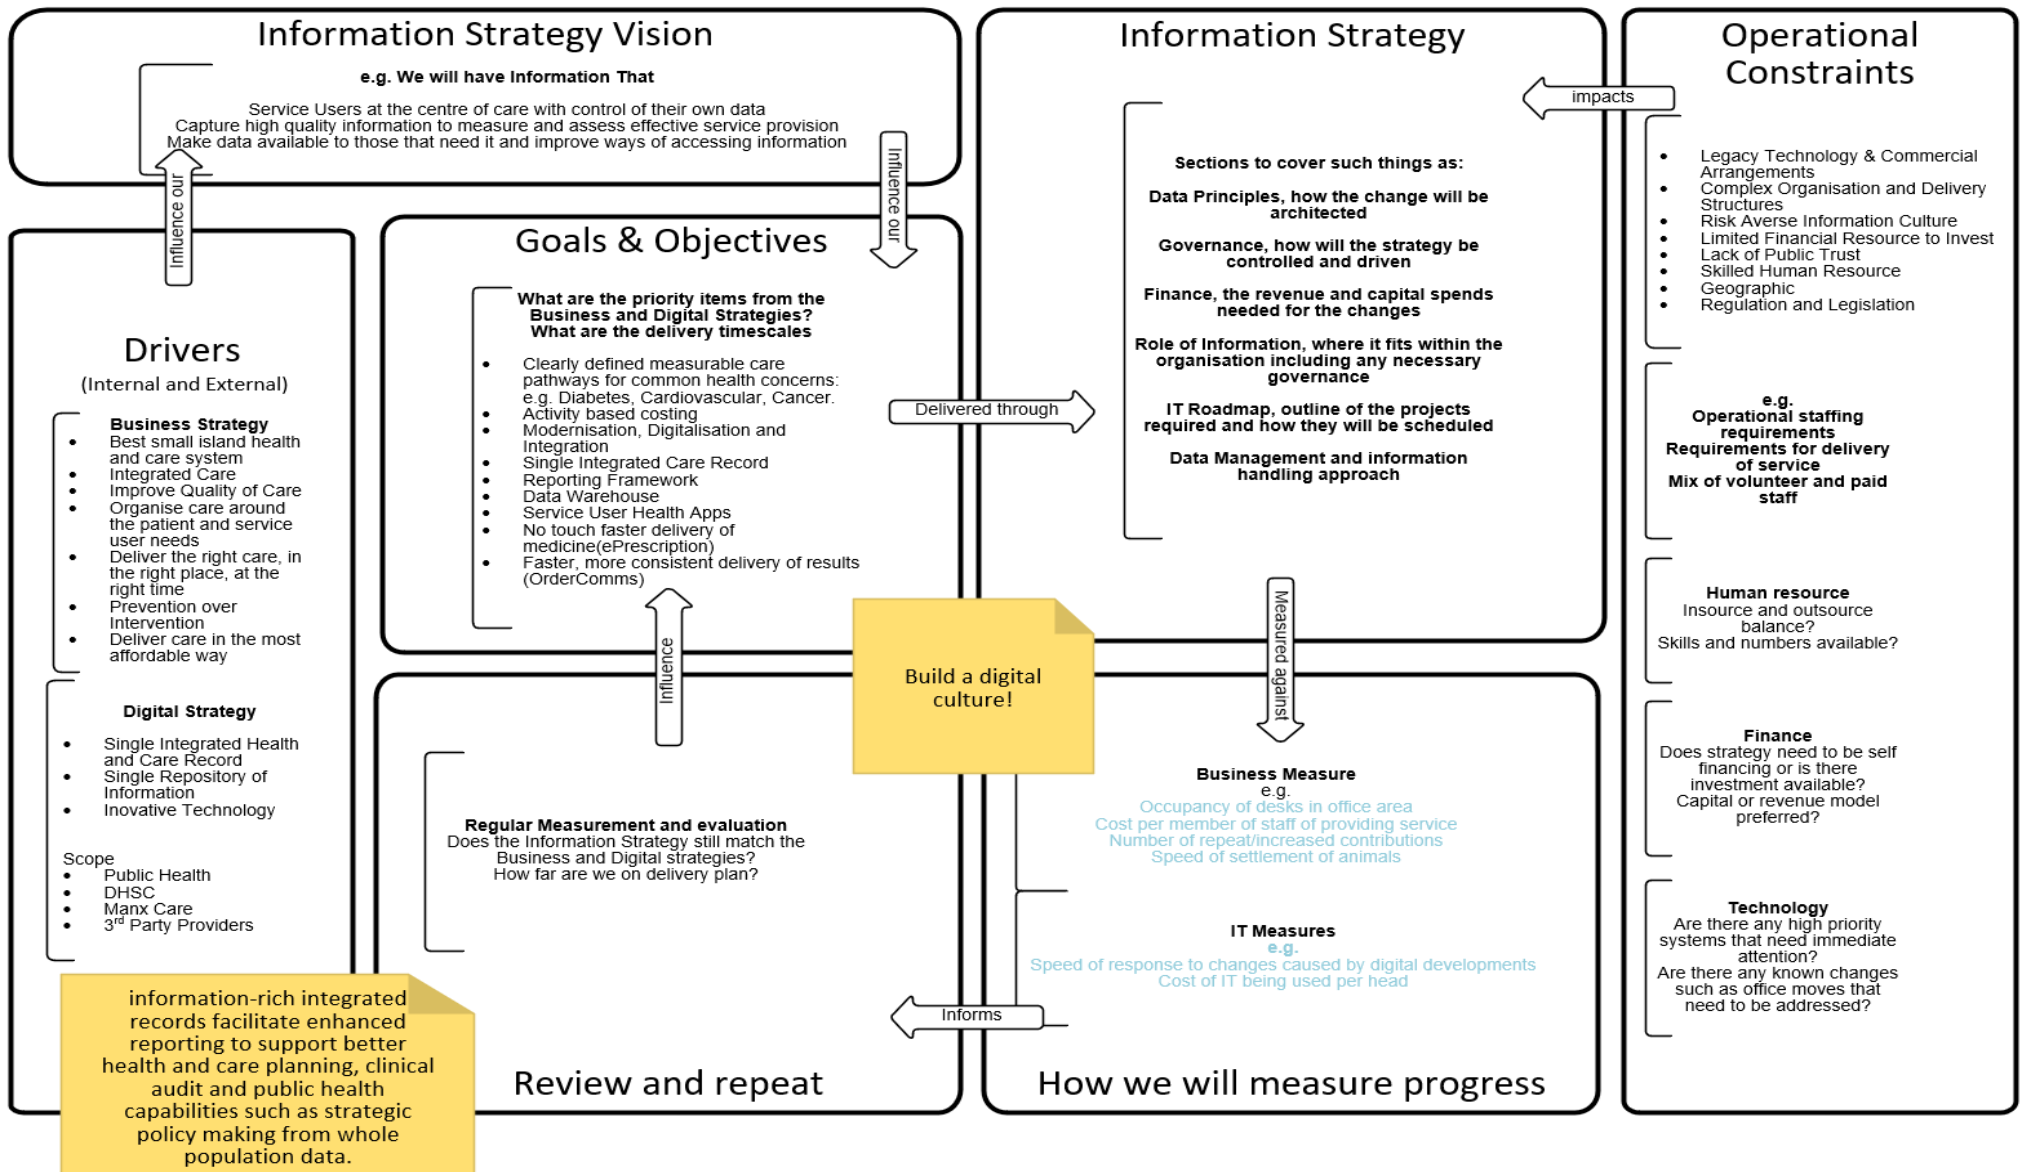 Information Strategy Vision
e.g. We will have Information That
Service Users at the centre of care with control of their own data
Capture high quality information to measure and assess effective service provision
Make data available to those that need it and improve ways of accessing information
Influence our
Influence our
Drivers
(Internal and External)
Business Strategy
• Best small island health
and care system
• Integrated Care
• Improve Quality of Care
• Organise care around
the patient and service
user needs
• Deliver the right care, in
the right place, at the
right time
• Prevention over
Intervention
• Deliver care in the most
affordable way
Digital Strategy
• Single Integrated Health
and Care Record
• Single Repository of
Information
• Inovative Technology
Scope
• Public Health
• DHSC
• Manx Care
• 3rd Party Providers
information-rich integrated
records facilitate enhanced
reporting to support better
health and care planning, clinical
audit and public health
capabilities such as strategic
policy making from whole
population data.
Goals & Objectives
What are the priority items from the
Business and Digital Strategies?
What are the delivery timescales
• Clearly defined measurable care
pathways for common health concerns:
e.g. Diabetes, Cardiovascular, Cancer.
• Activity based costing
• Modernisation, Digitalisation and
Integration
• Single Integrated Care Record
• Reporting Framework
• Data Warehouse
• Service User Health Apps
• No touch faster delivery of
medicine(ePrescription)
• Faster, more consistent delivery of results
(OrderComms)
Delivered through
Influence
Build a digital
culture!
Regular Measurement and evaluation
Does the Information Strategy still match the
Business and Digital strategies?
How far are we on delivery plan?
Review and repeat
Information Strategy
Sections to cover such things as:
Data Principles, how the change will be
architected
Governance, how will the strategy be
controlled and driven
Finance, the revenue and capital spends
needed for the changes
Role of Information, where it fits within the
organisation including any necessary
governance
IT Roadmap, outline of the projects
required and how they will be scheduled
Data Management and information
handling approach
Measured against
Business Measure
e.g.
Occupancy of desks in office area
Cost per member of staff of providing service
Number of repeat/increased contributions
Speed of settlement of animals
IT Measures
e.g.
Speed of response to changes caused by digital developments
Cost of IT being used per head
Informs
How we will measure progress
Operational
Constraints
impacts
• Legacy Technology & Commercial
Arrangements
• Complex Organisation and Delivery
Structures
• Risk Averse Information Culture
• Limited Financial Resource to Invest
• Lack of Public Trust
• Skilled Human Resource
• Geographic
• Regulation and Legislation
e.g.
Operational staffing
requirements
Requirements for delivery
of service
Mix of volunteer and paid
staff
Human resource
Insource and outsource
balance?
Skills and numbers available?
Finance
Does strategy need to be self
financing or is there
investment available?
Capital or revenue model
preferred?
Technology
Are there any high priority
systems that need immediate
attention?
Are there any known changes
such as office moves that
need to be addressed?